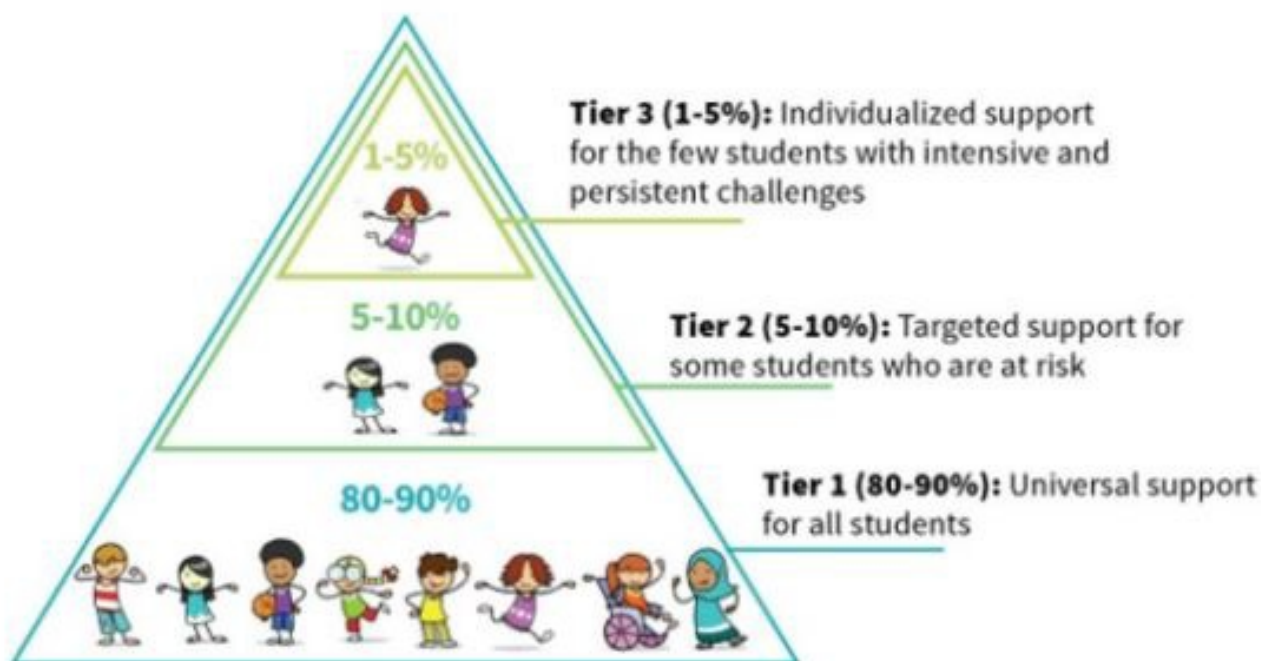 1-5%
Tier 3 (1-5%): Individualized support
for the few students with intensive and
persistent challenges
5-10%
Tier 2 (5-10%): Targeted support for
some students who are at risk
80-90%
Tier 1 (80-90%): Universal support
for all students